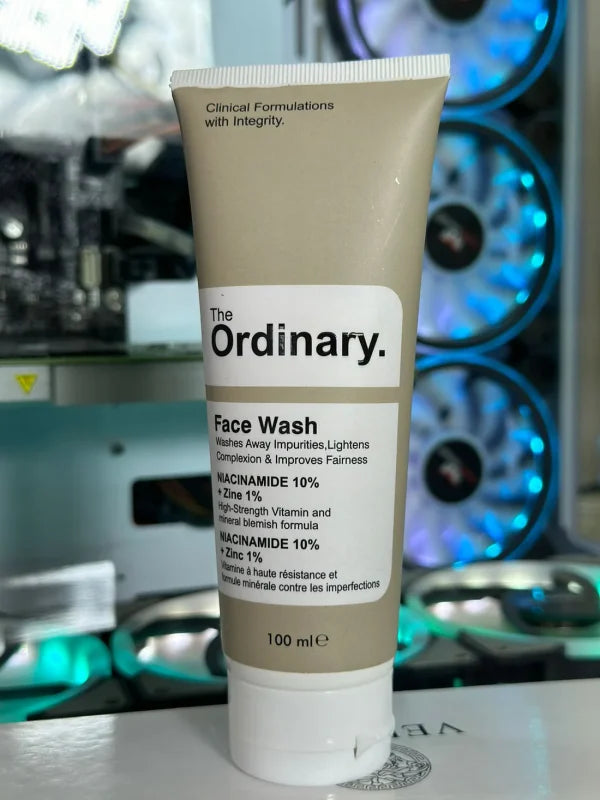 Clinical Formulations
with Integrity.
The
Ordinary.
Face Wash
Washes Away Impurities,Lightens
Complexion & Improves Fairness
NIACINAMIDE 10%
+ Zine 1%
High-Strength Vitamin and
mineral blemish formula
NIACINAMIDE 10%
+ Zinc 1%
Vitamine à haute résistance et
formule minérale contre les imperfections
100 ml℮